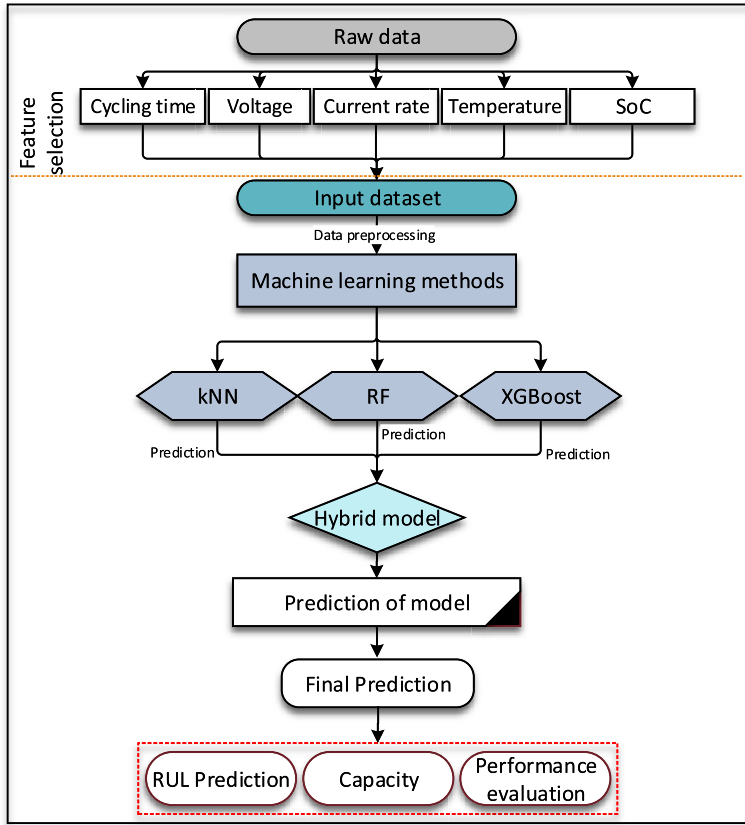 Raw data
Cycling time
Voltage
Current rate
Temperature
SoC
Feature
selection
Input dataset
Data preprocessing
Machine learning methods
kNN
RF
XGBoost
Prediction
Prediction
Prediction
Hybrid model
Prediction of model
Final Prediction
RUL Prediction
Capacity
Performance
evaluation